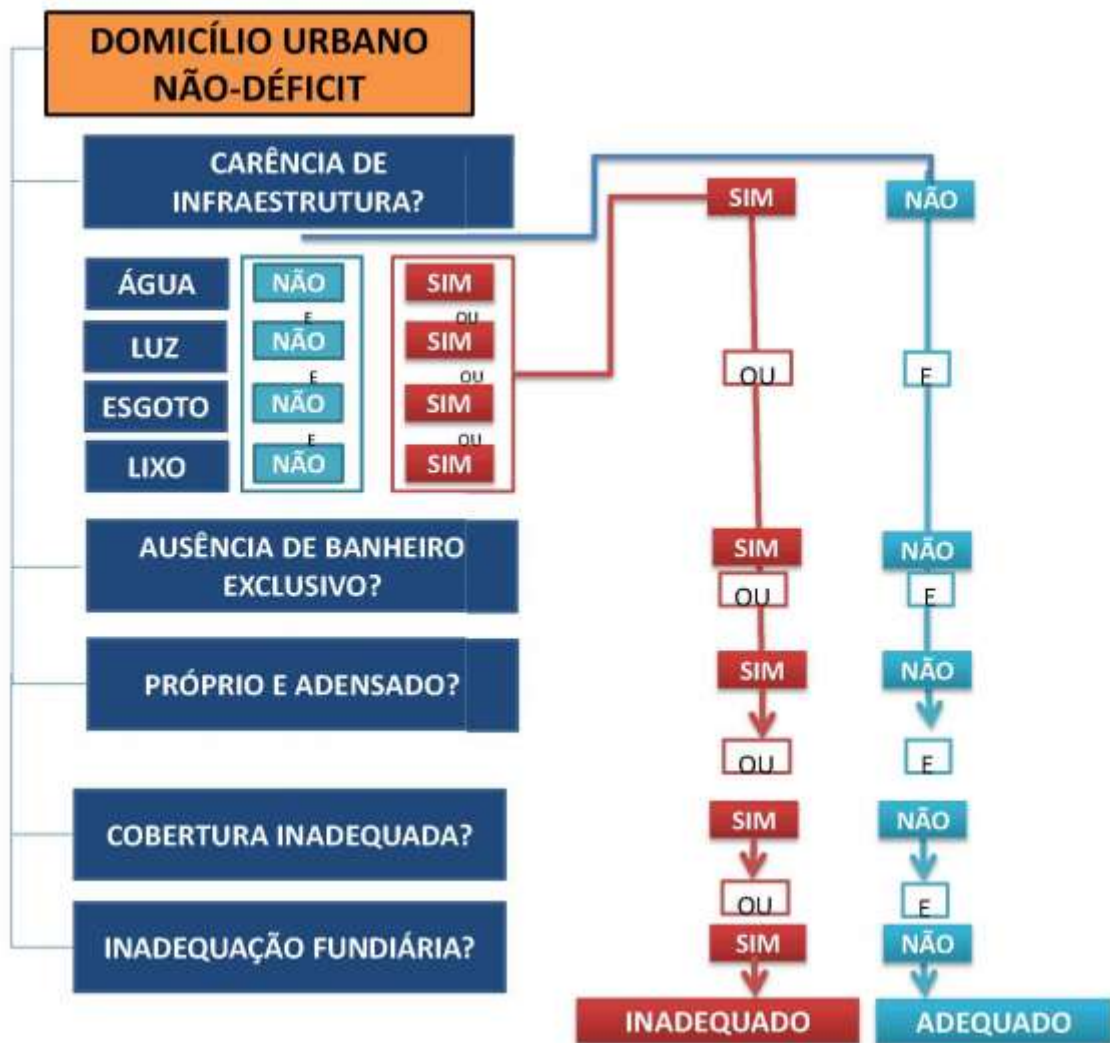 DOMICÍLIO URBANO
NÃO-DÉFICIT
CARÊNCIA DE
INFRAESTRUTURA?
SIM
NÃO
ÁGUA
NÃO
SIM
E
OU
LUZ
NÃO
SIM
E
OU
OU
E
ESGOTO
NÃO
SIM
E
OU
LIXO
NÃO
SIM
AUSÊNCIA DE BANHEIRO
EXCLUSIVO?
SIM
NÃO
OU
E
PRÓPRIO E ADENSADO?
SIM
NÃO
OU
E
COBERTURA INADEQUADA?
SIM
NÃO
OU
E
INADEQUAÇÃO FUNDIÁRIA?
SIM
NÃO
INADEQUADO
ADEQUADO